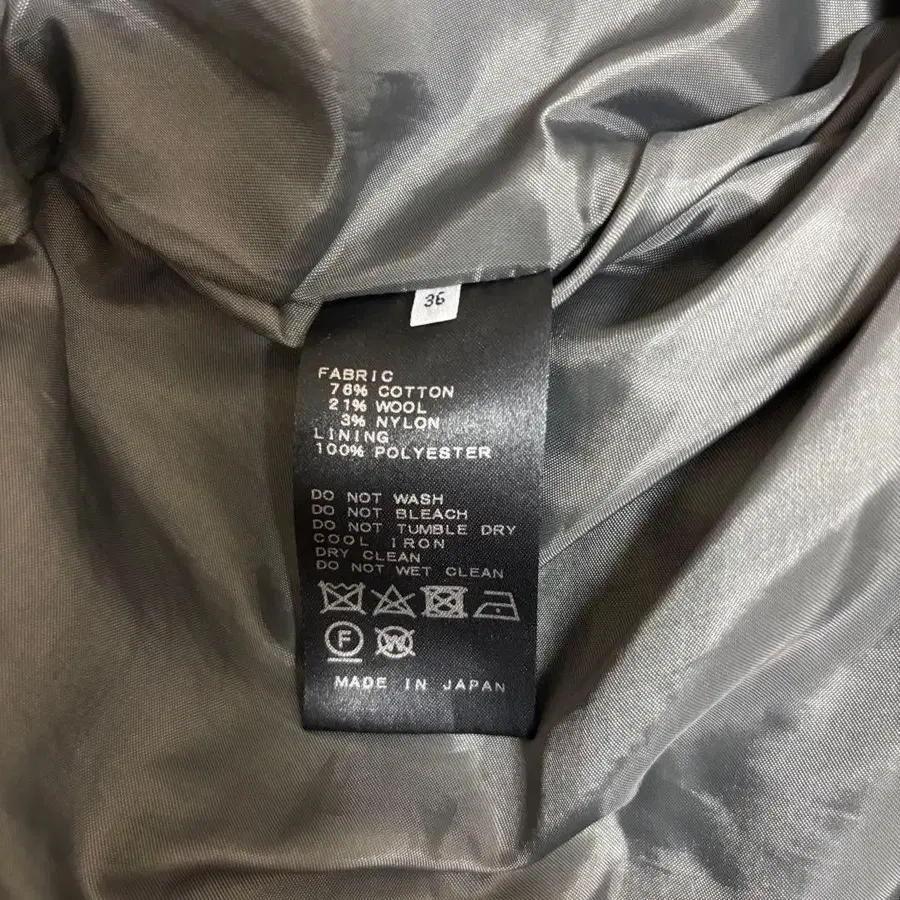 36
FABRIC
76% COTTON
21% WOOL
3% NYLON
LINING
100% POLYESTER
DO NOT WASH
DO NOT BLEACH
DO NOT TUMBLE DRY
COOL IRON
DRY CLEAN
DO NOT WET CLEAN
F W
MADE IN JAPAN